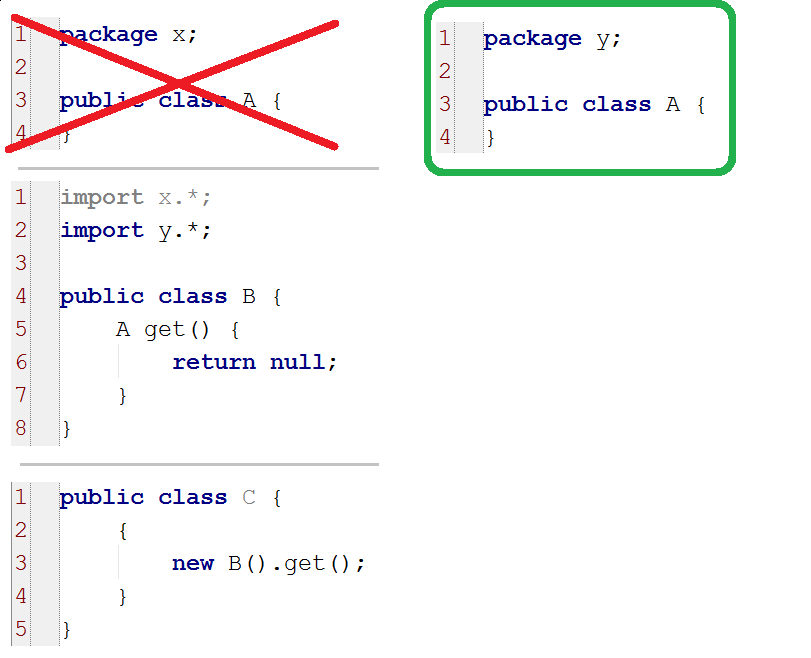 1 package x;
2
3 public class A {
4 }
1 package y;
2
3 public class A {
4 }
1 import x.*;
2 import y.*;
3
4 public class B {
5 A get() {
6 return null;
7 }
8 }
1 public class C {
2 {
3 new B().get();
4 }
5 }